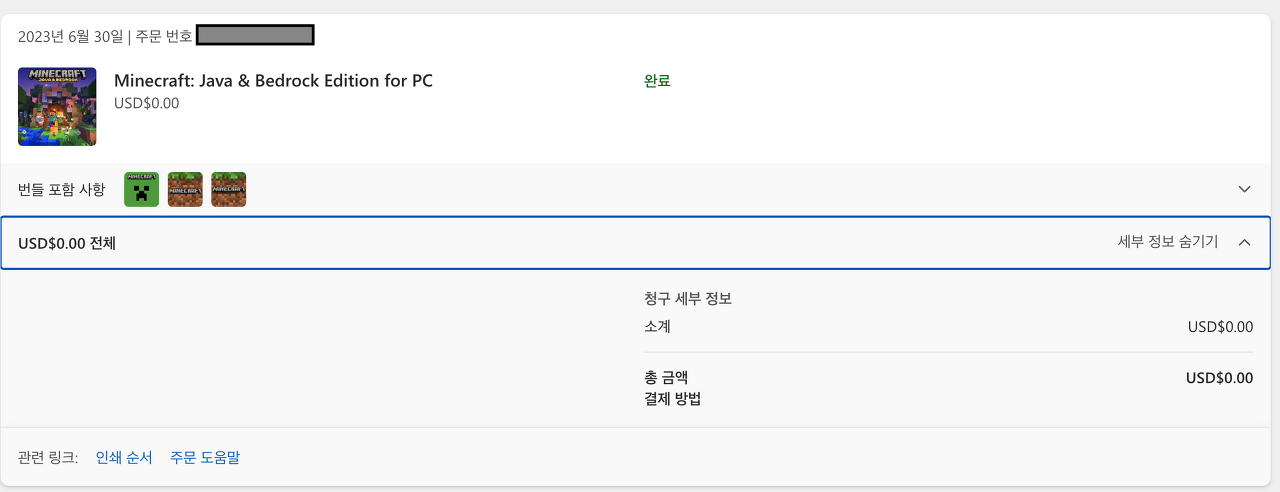 2023년 6월 30일 | 주문 번호
MINECRAFT
JAVA & BEDROCK
Minecraft: Java & Bedrock Edition for PC
완료
USD$0.00
번들 포함 사항
MINECRAFT
MINECRAFT
MINECRAFT
USD$0.00 전체
세부 정보 숨기기
청구 세부 정보
소계 USD$0.00
총 금액 USD$0.00
결제 방법
관련 링크: 인쇄 순서 주문 도움말